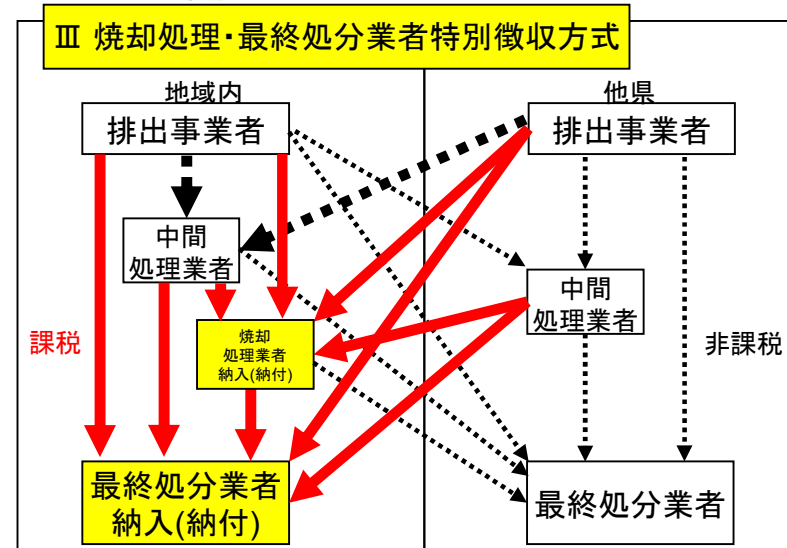 Ⅲ 焼却処理・最終処分業者特別徴収方式
地域内
他県
排出事業者
排出事業者
中間
処理業者
中間
処理業者
焼却
処理業者
納入(納付)
課税
非課税
最終処分業者
納入(納付)
最終処分業者